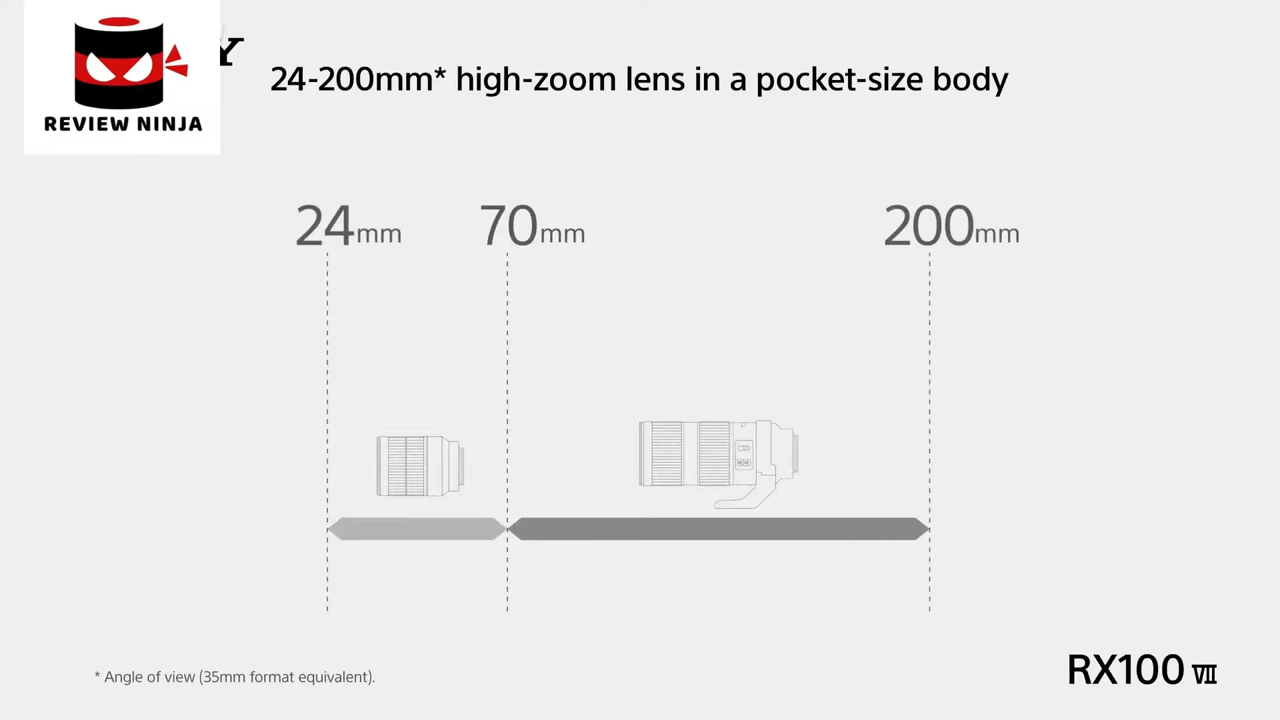 Y
24-200mm* high-zoom lens in a pocket-size body
REVIEW NINJA
24mm 70mm 200mm
* Angle of view (35mm format equivalent).
RX100 VII